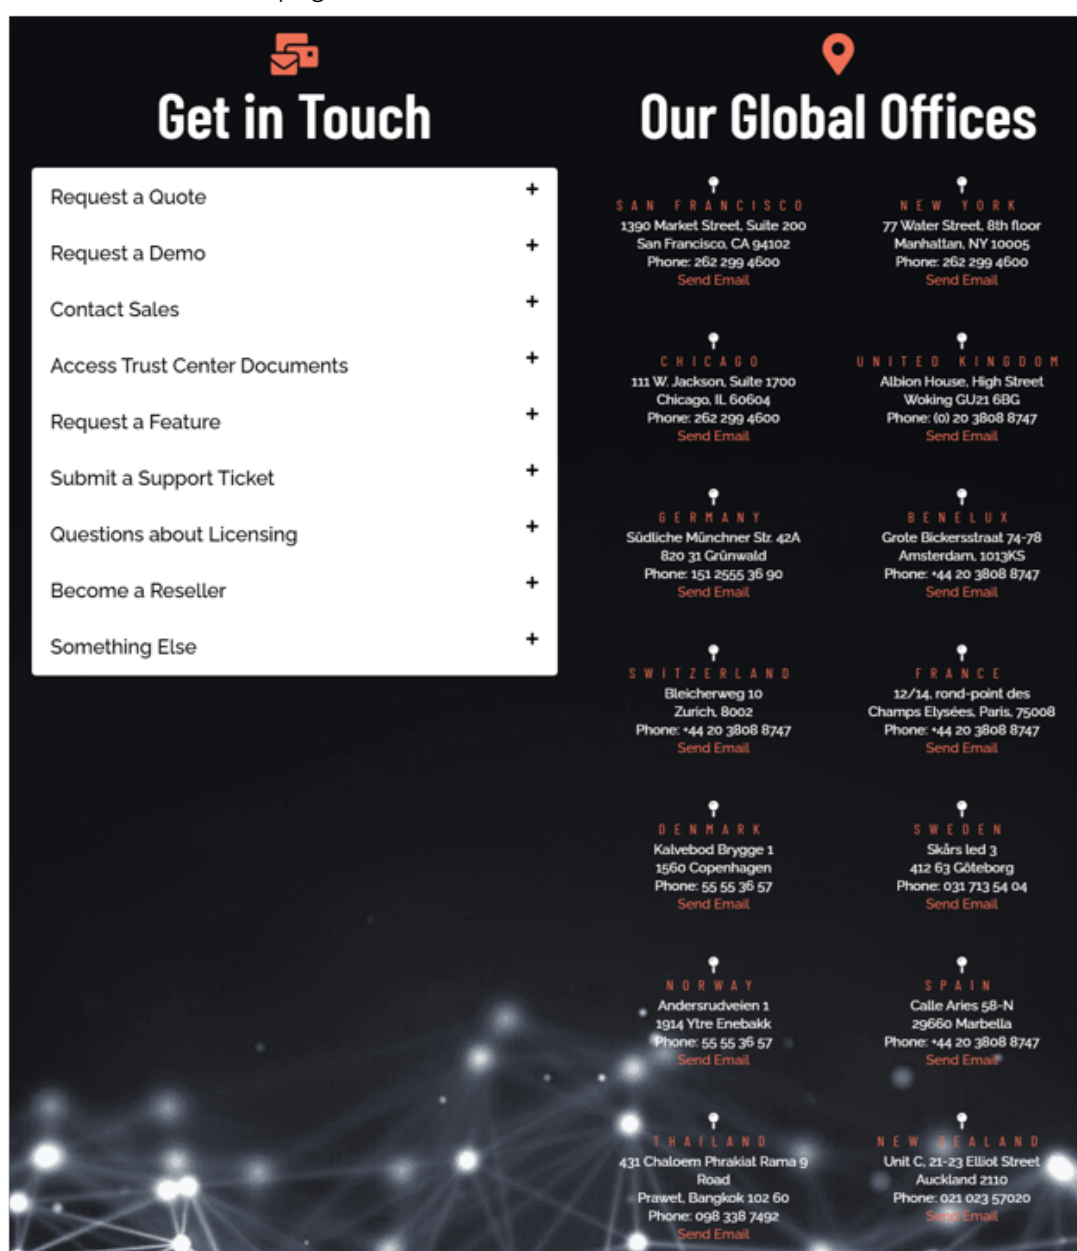 Get in Touch
Request a Quote
Request a Demo
Contact Sales
Access Trust Center Documents
Request a Feature
Submit a Support Ticket
Questions about Licensing
Become a Reseller
Something Else
Our Global Offices
SAN FRANCISCO
1390 Market Street, Suite 200
San Francisco, CA 94102
Phone: 262 299 4600
Send Email
NEW YORK
77 Water Street, 8th floor
Manhattan, NY 10005
Phone: 262 299 4600
Send Email
CHICAGO
111 W. Jackson, Suite 1700
Chicago, IL 60604
Phone: 262 299 4600
Send Email
UNITED KINGDOM
Albion House, High Street
Woking GU21 6BG
Phone: (0) 20 3808 8747
Send Email
GERMANY
Südliche Münchner Str. 42A
820 31 Grünwald
Phone: 151 2555 36 90
Send Email
BENELUX
Grote Bickersstraat 74-78
Amsterdam, 1013KS
Phone: +44 20 3808 8747
Send Email
SWITZERLAND
Bleicherweg 10
Zurich, 8002
Phone: +44 20 3808 8747
Send Email
FRANCE
12/14, rond-point des
Champs Elysées, Paris, 75008
Phone: +44 20 3808 8747
Send Email
DENMARK
Kalvebod Brygge 1
1560 Copenhagen
Phone: 55 55 36 57
Send Email
SWEDEN
Skårs led 3
412 63 Göteborg
Phone: 031 713 54 04
Send Email
NORWAY
Andersrudveien 1
1914 Ytre Enebakk
Phone: 55 55 36 57
Send Email
SPAIN
Calle Aries 58-N
29660 Marbella
Phone: +44 20 3808 8747
Send Email
THAILAND
431 Chaloem Phrakiat Rama 9
Road
Prawet, Bangkok 102 60
Phone: 098 338 7492
Send Email
NEW ZEALAND
Unit C, 21-23 Elliot Street
Auckland 2110
Phone: 021 023 57020
Send Email